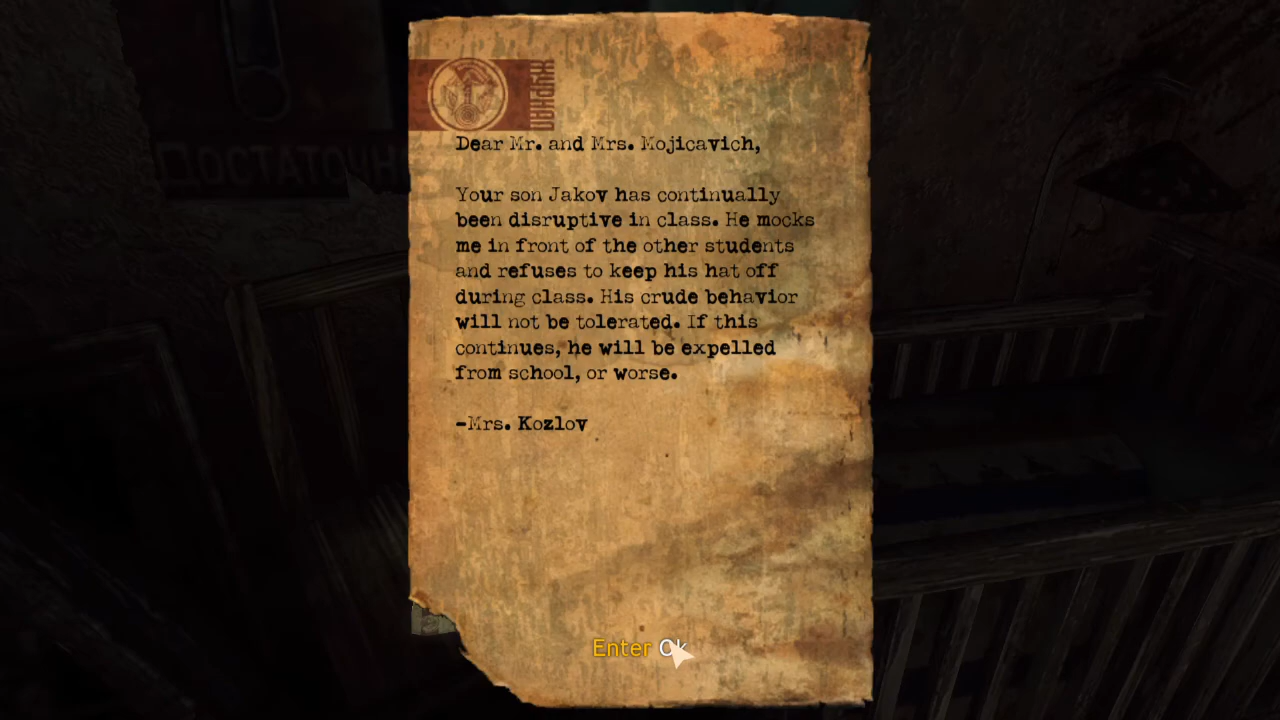 ДОСТАТОЧН
Dear Mr. and Mrs. Mojicavich,
Your son Jakov has continually
been disruptive in class. He mocks
me in front of the other students
and refuses to keep his hat off
during class. His crude behavior
will not be tolerated. If this
continues, he will be expelled
from school, or worse.
-Mrs. Kozlov
Enter Ok